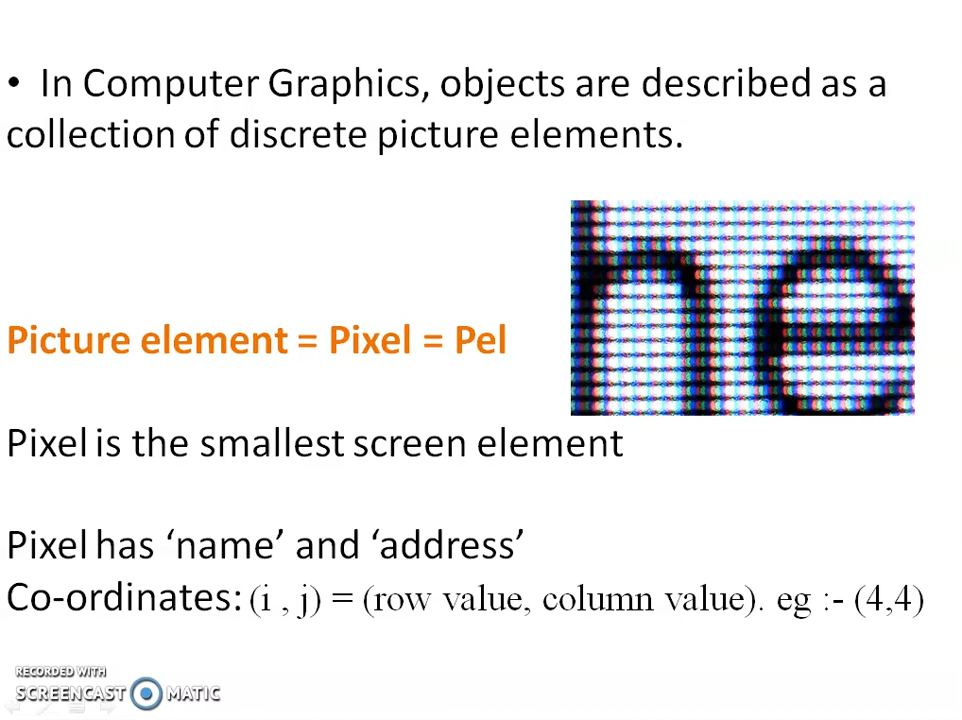 • In Computer Graphics, objects are described as a
collection of discrete picture elements.
ne
Picture element = Pixel = Pel
Pixel is the smallest screen element
Pixel has ‘name’ and ‘address’
Co-ordinates: (i , j) = (row value, column value). eg :- (4,4)
RECORDED WITH
SCREENCAST MATIC